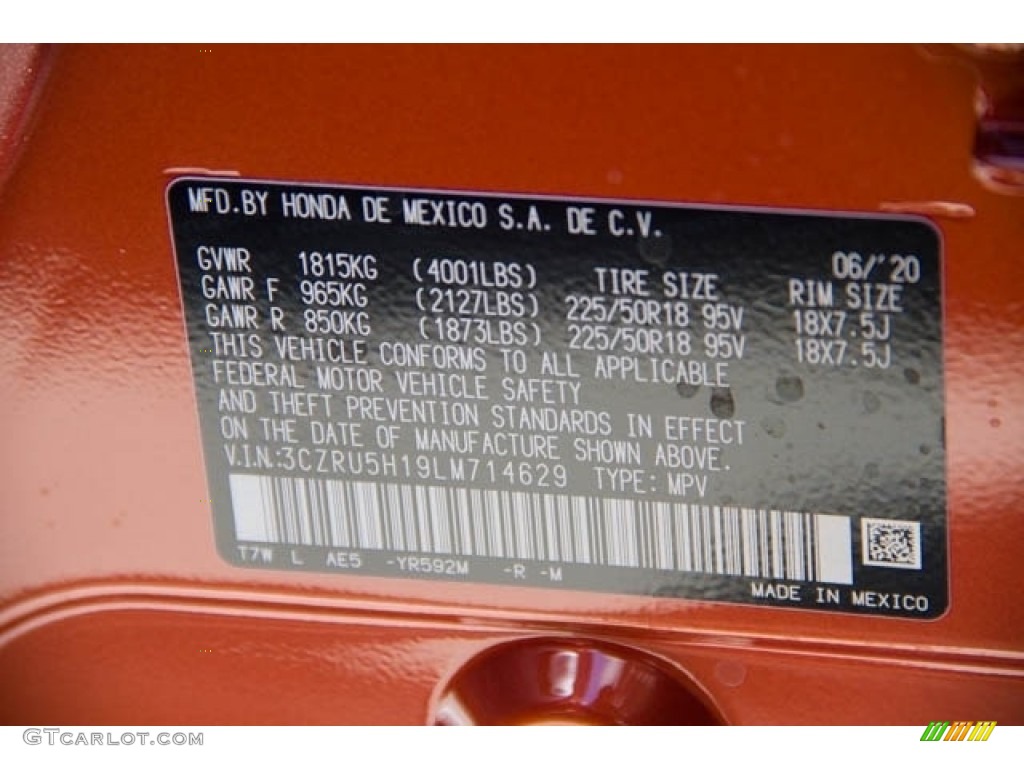 MFD.BY HONDA DE MEXICO S.A. DE C.V.
06/'20
GVWR 1815KG (4001LBS) TIRE SIZE RIM SIZE
GAWR F 965KG (2127LBS) 225/50R18 95V 18X7.5J
GAWR R 850KG (1873LBS) 225/50R18 95V 18X7.5J
THIS VEHICLE CONFORMS TO ALL APPLICABLE
FEDERAL MOTOR VEHICLE SAFETY
AND THEFT PREVENTION STANDARDS IN EFFECT
ON THE DATE OF MANUFACTURE SHOWN ABOVE.
V.I.N.:3CZRU5H19LM714629 TYPE: MPV
T7W L AE5 -YR592M -R -M
MADE IN MEXICO
GTCARLOT.COM